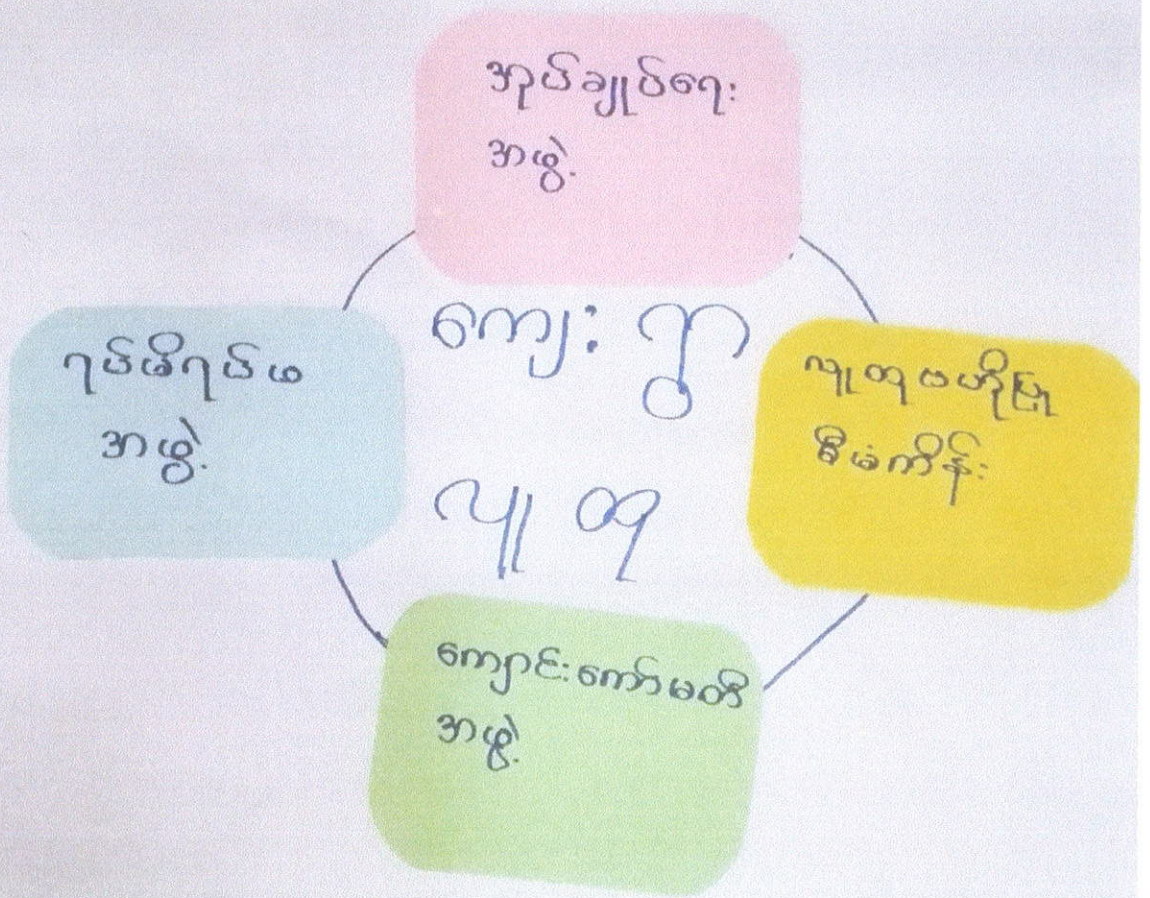 အုပ်ချုပ်ရေး
အဖွဲ့
ကျေး ရွာ
ရပ်မိရပ်ဖ
အဖွဲ့
လူထုဗဟိုပြု
စီမံကိန်း
လူ ထု
ကျောင်းကော်မတီ
အဖွဲ့